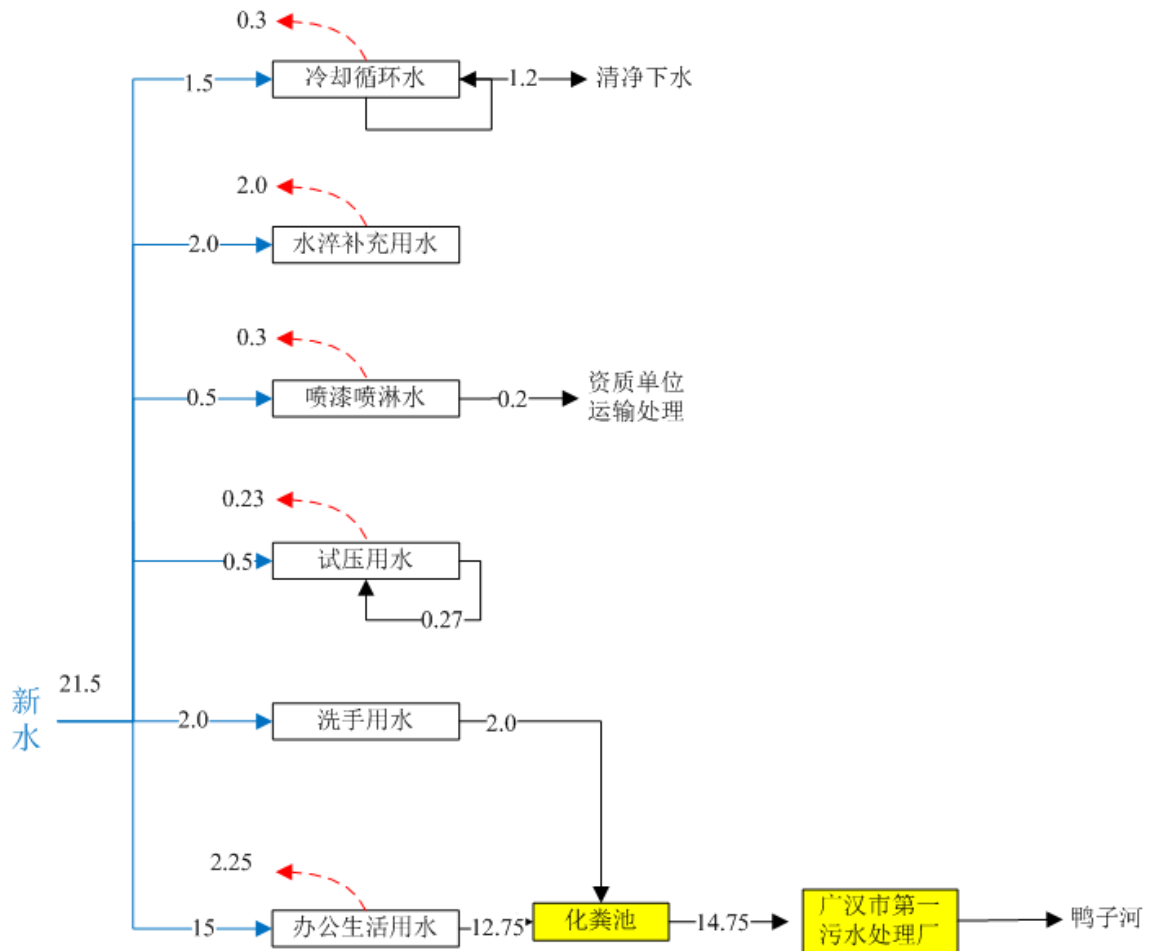 0.3
1.5
冷却循环水
1.2
清净下水
2.0
2.0
水淬补充用水
0.3
0.5
喷漆喷淋水
0.2
资质单位
运输处理
0.23
0.5
试压用水
0.27
新
水
21.5
2.0
洗手用水
2.0
2.25
15
办公生活用水
12.75
化粪池
14.75
广汉市第一
污水处理厂
鸭子河